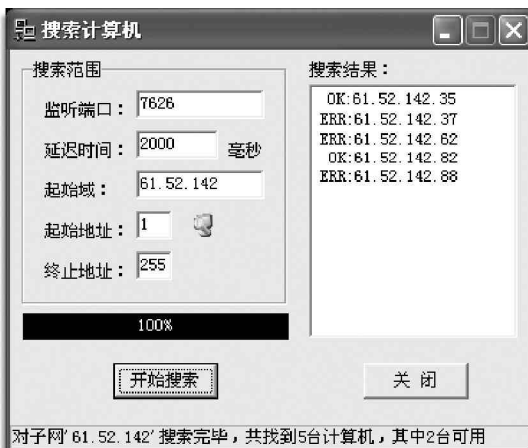 搜索计算机
搜索范围
监听端口：7626
延迟时间：2000 毫秒
起始域：61.52.142
起始地址：1
终止地址：255
100%
开始搜索
搜索结果：
OK:61.52.142.35
ERR:61.52.142.37
ERR:61.52.142.62
OK:61.52.142.82
ERR:61.52.142.88
关 闭
对子网'61.52.142'搜索完毕，共找到5台计算机，其中2台可用